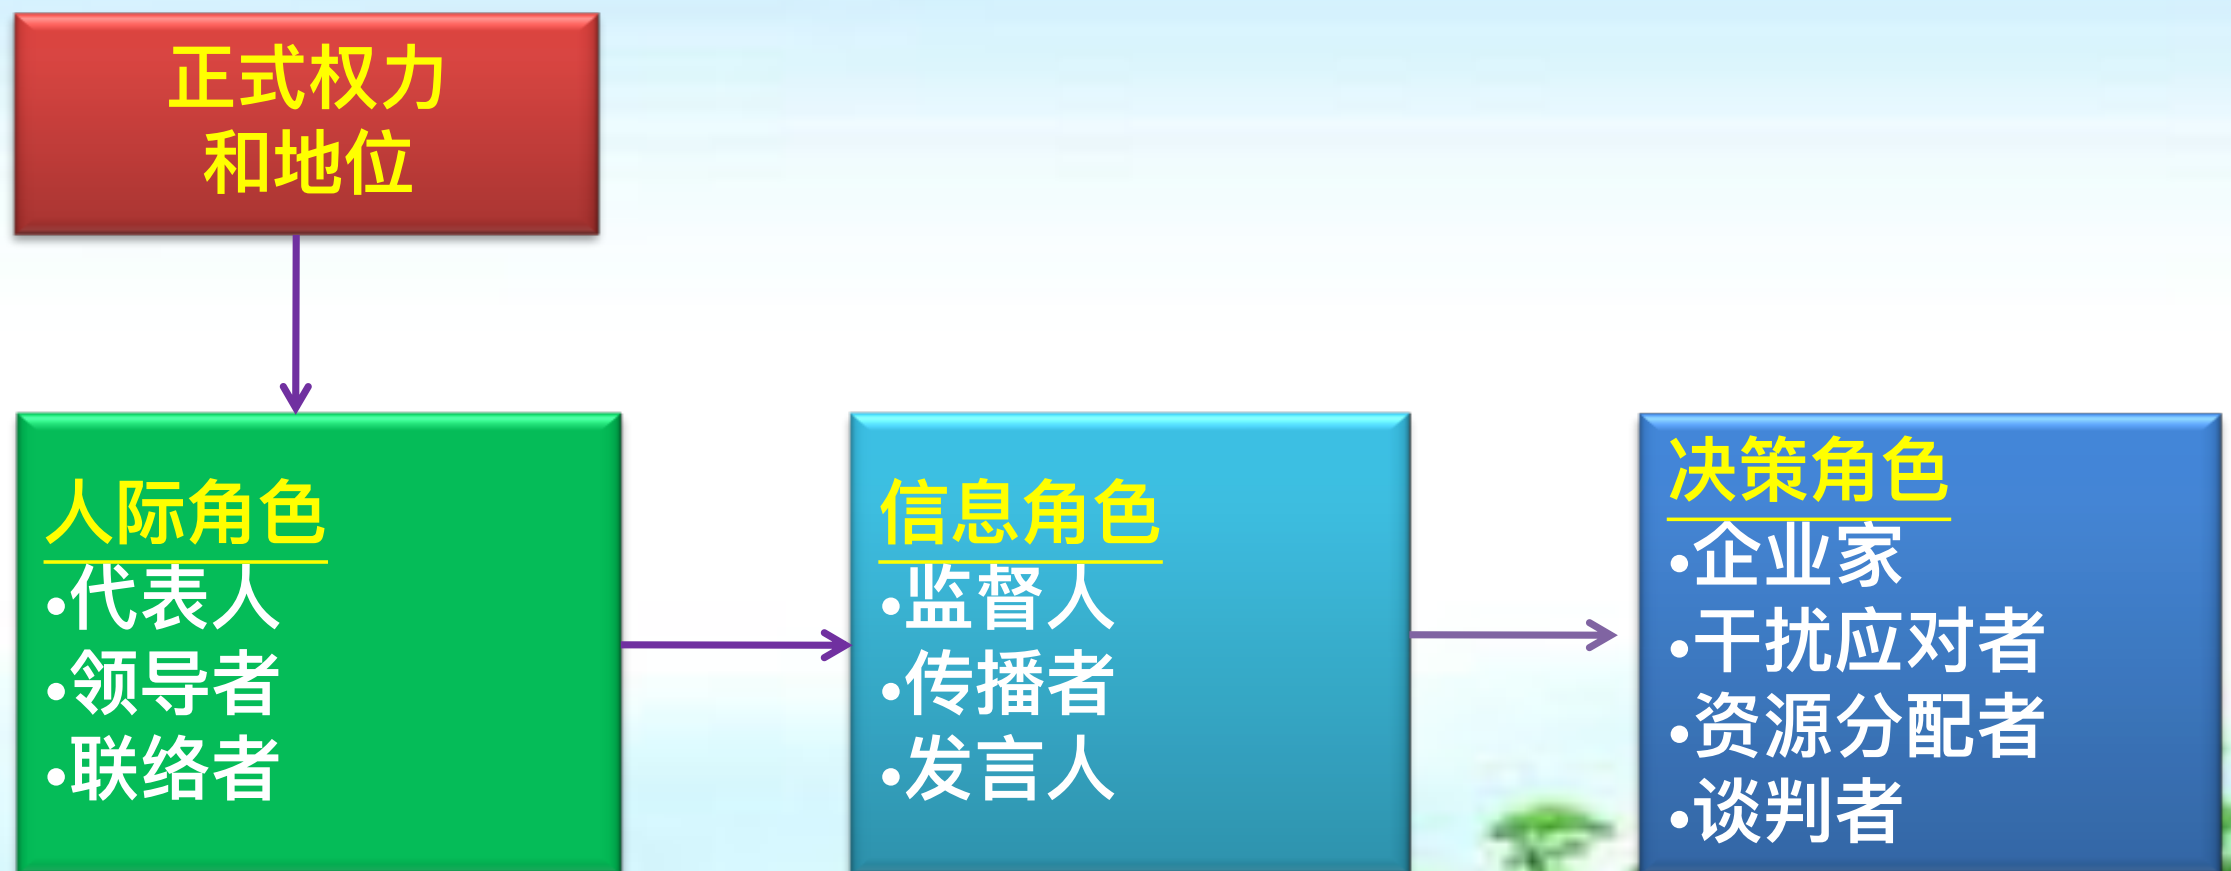 正式权力
和地位
人际角色
•代表人
•领导者
•联络者
信息角色
•监督人
•传播者
•发言人
决策角色
•企业家
•干扰应对者
•资源分配者
•谈判者